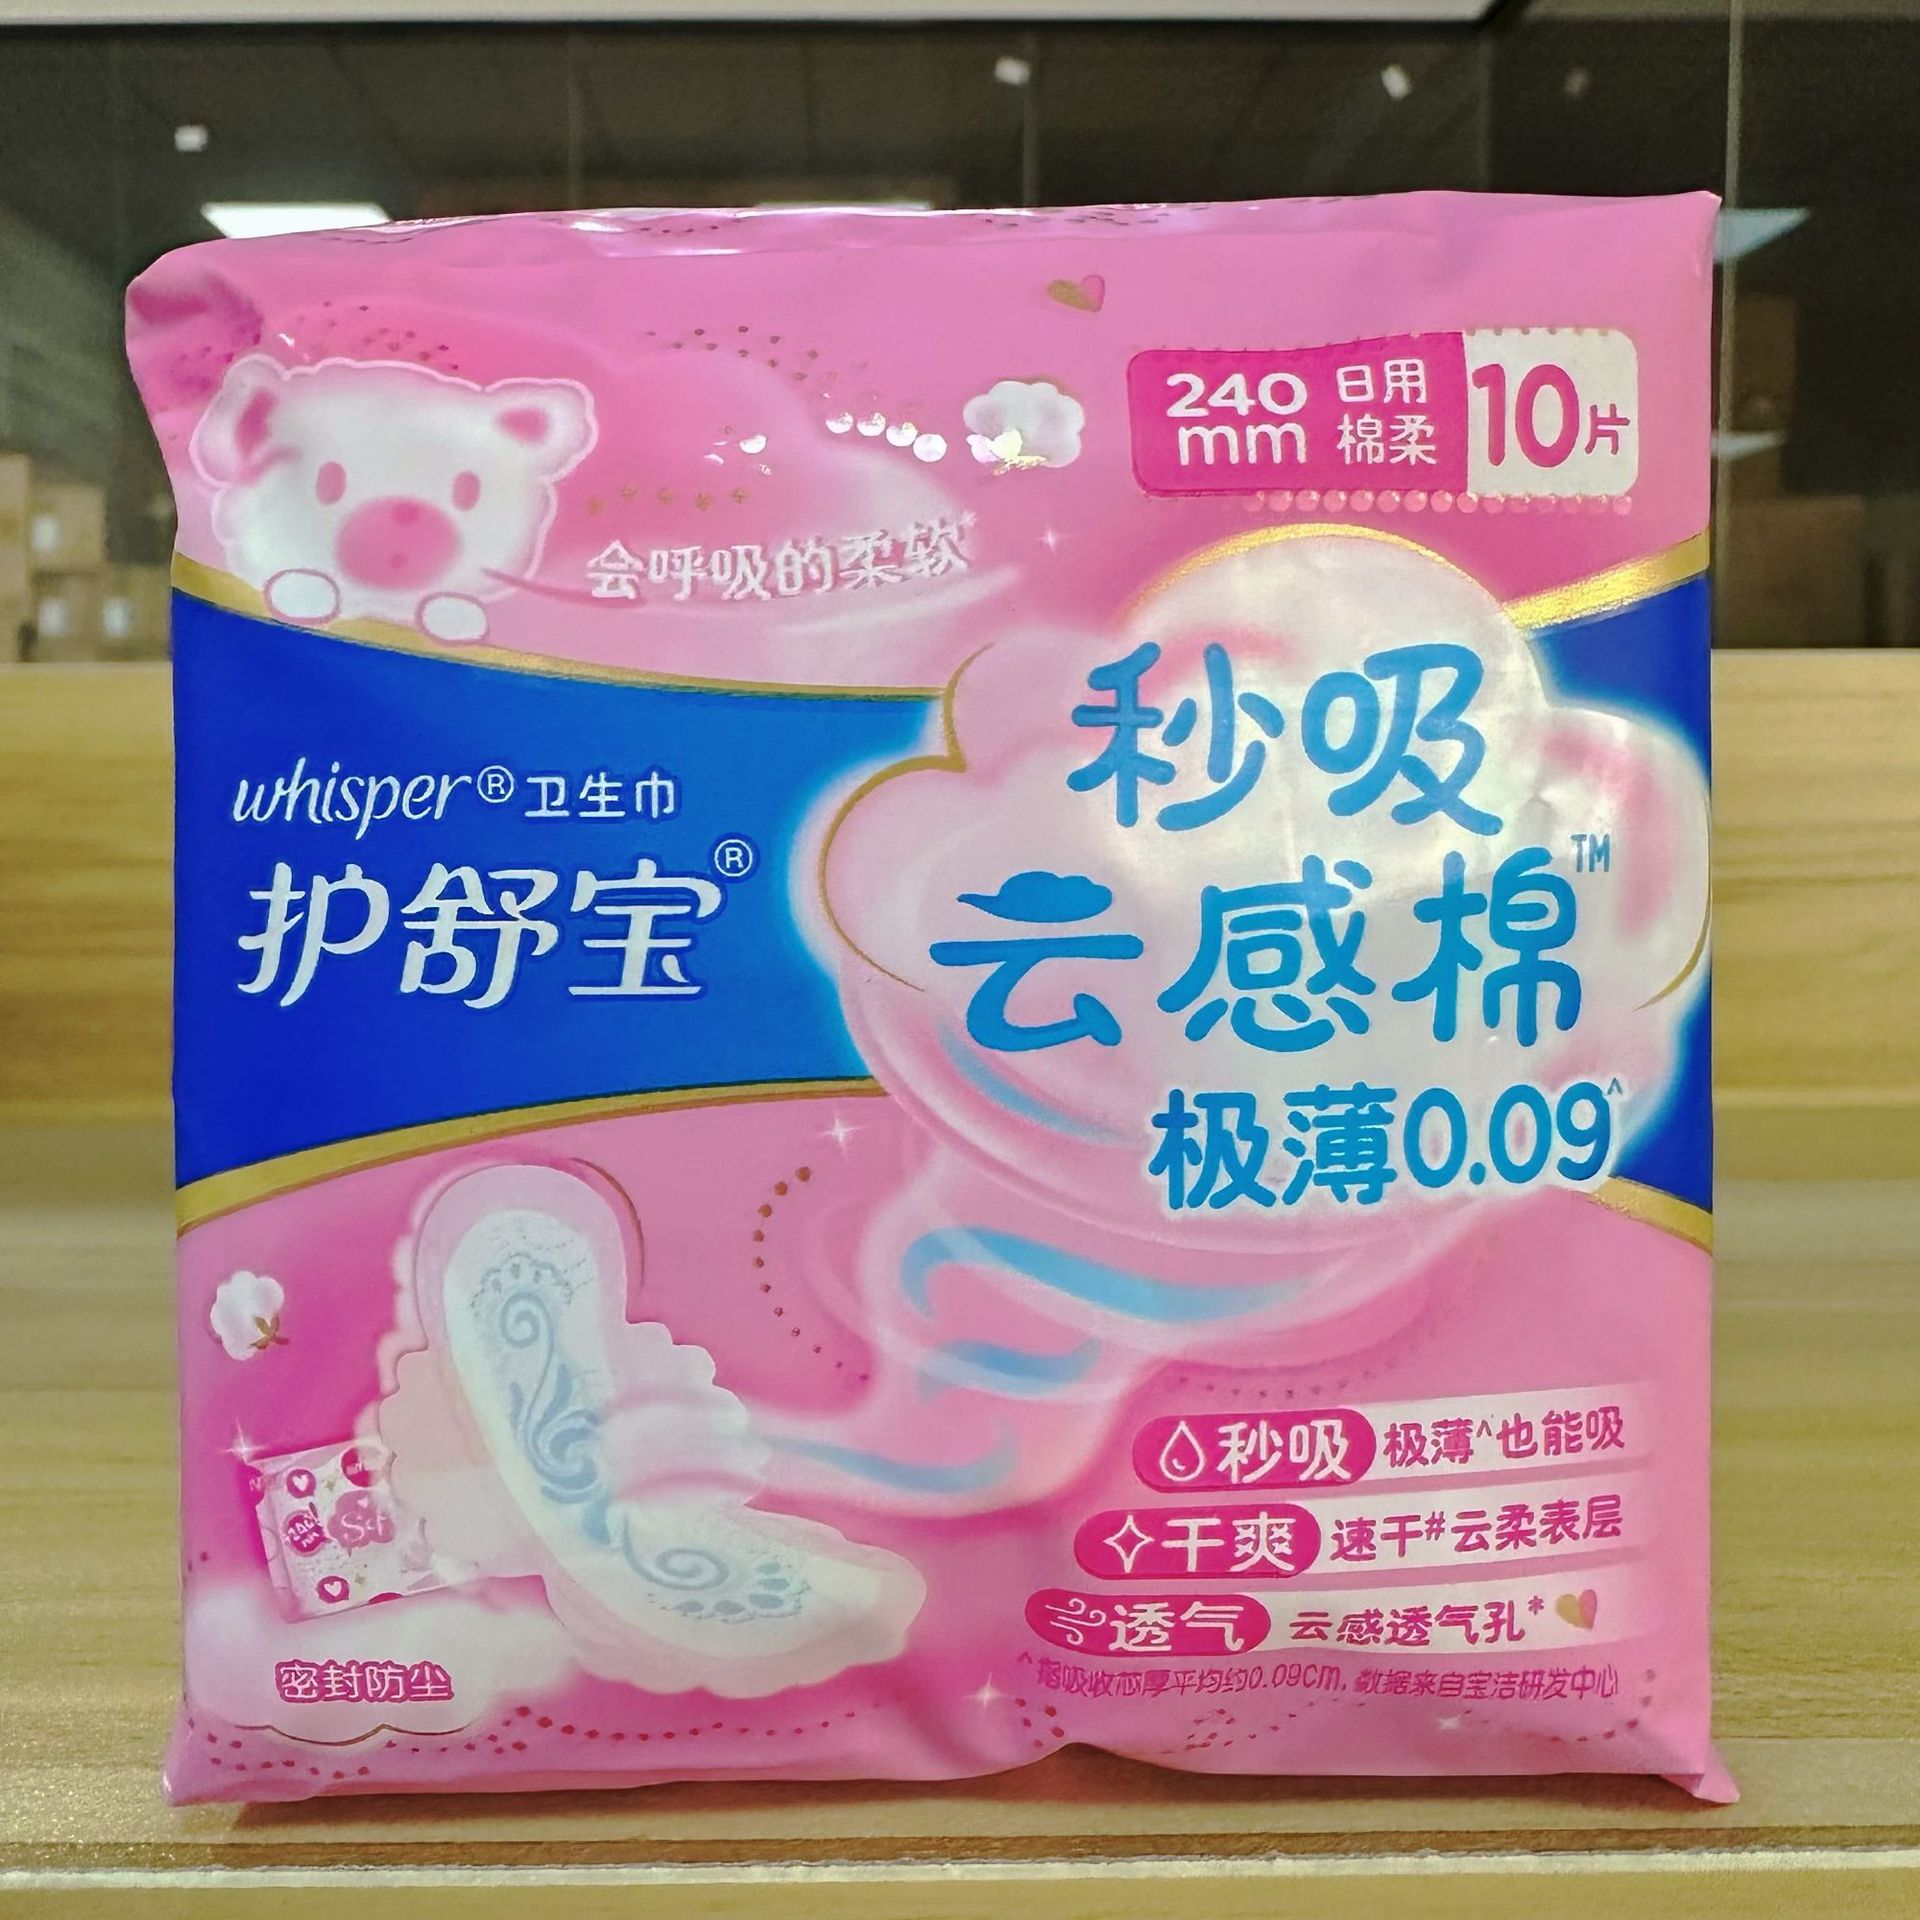 240 mm 日用 棉柔 10片
会呼吸的柔软*
whisper®卫生巾
护舒宝®
秒吸
云感棉™
极薄0.09^
秒吸 极薄^也能吸
干爽 速干#云柔表层
透气 云感透气孔*
^指吸收芯厚平均约0.09cm,数据来自宝洁研发中心
密封防尘